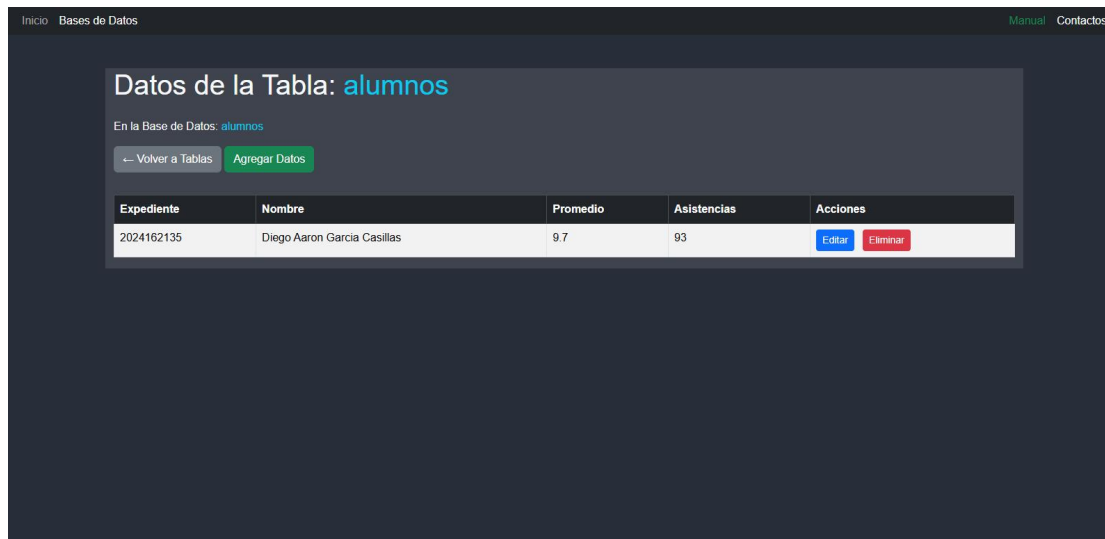 Inicio Bases de Datos Manual Contactos
Datos de la Tabla: alumnos
En la Base de Datos: alumnos
← Volver a Tablas Agregar Datos
Expediente Nombre Promedio Asistencias Acciones
2024162135 Diego Aaron Garcia Casillas 9.7 93 Editar Eliminar